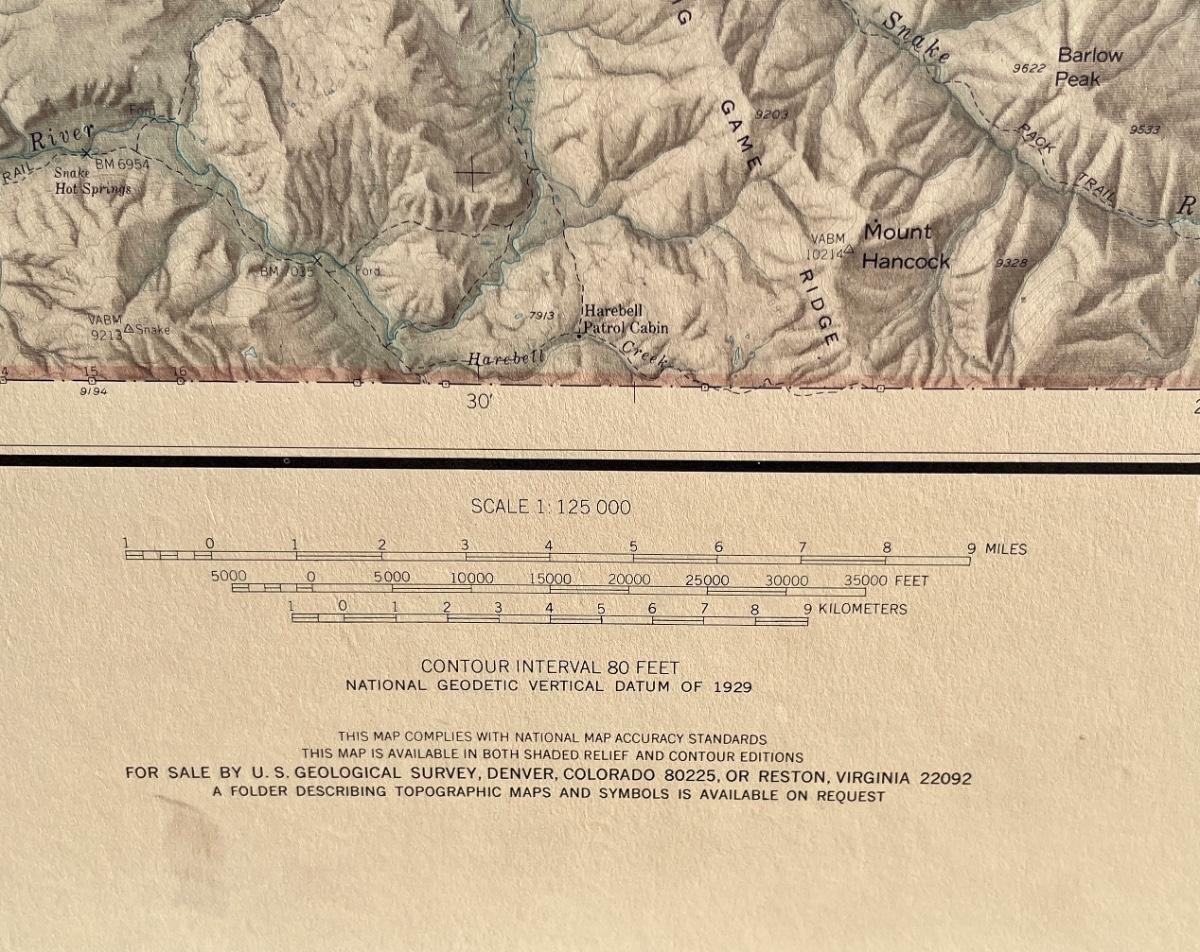 NG
Snake
9622
Barlow
Peak
Ford
GAME
9203
River
PACK
9533
TRAIL
BM 6954
Snake
Hot Springs
TRAIL
R
VABM
10214
Mount
Hancock
BM 7035
Ford
9328
RIDGE
VABM
9213
Snake
7913
Harebell
Patrol Cabin
Harebell
Creek
4
15
16
9194
30'
2
SCALE 1:125 000
1 0 1 2 3 4 5 6 7 8 9 MILES
5000 0 5000 10000 15000 20000 25000 30000 35000 FEET
1 0 1 2 3 4 5 6 7 8 9 KILOMETERS
CONTOUR INTERVAL 80 FEET
NATIONAL GEODETIC VERTICAL DATUM OF 1929
THIS MAP COMPLIES WITH NATIONAL MAP ACCURACY STANDARDS
THIS MAP IS AVAILABLE IN BOTH SHADED RELIEF AND CONTOUR EDITIONS
FOR SALE BY U. S. GEOLOGICAL SURVEY, DENVER, COLORADO 80225, OR RESTON, VIRGINIA 22092
A FOLDER DESCRIBING TOPOGRAPHIC MAPS AND SYMBOLS IS AVAILABLE ON REQUEST